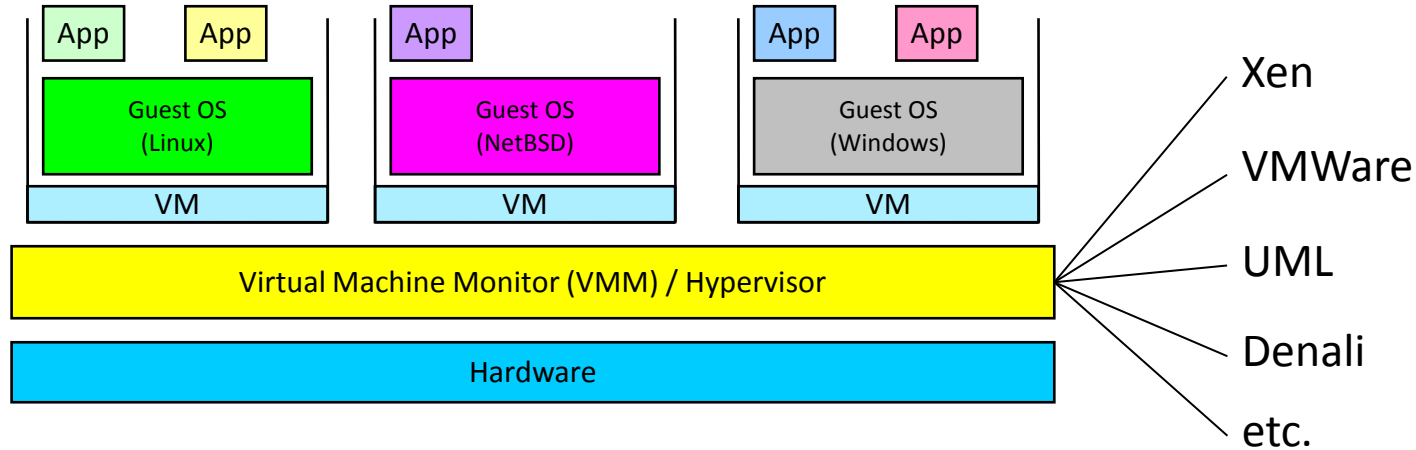 App
App
App
App
App
Guest OS
(Linux)
Guest OS
(NetBSD)
Guest OS
(Windows)
VM
VM
VM
Virtual Machine Monitor (VMM) / Hypervisor
Hardware
Xen
VMWare
UML
Denali
etc.